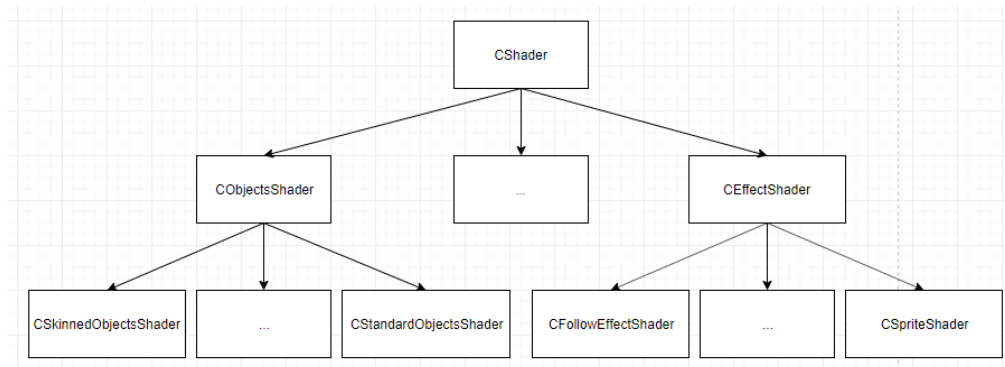 CShader
CObjectsShader
...
CEffectShader
CSkinnedObjectsShader
...
CStandardObjectsShader
CFollowEffectShader
...
CSpriteShader